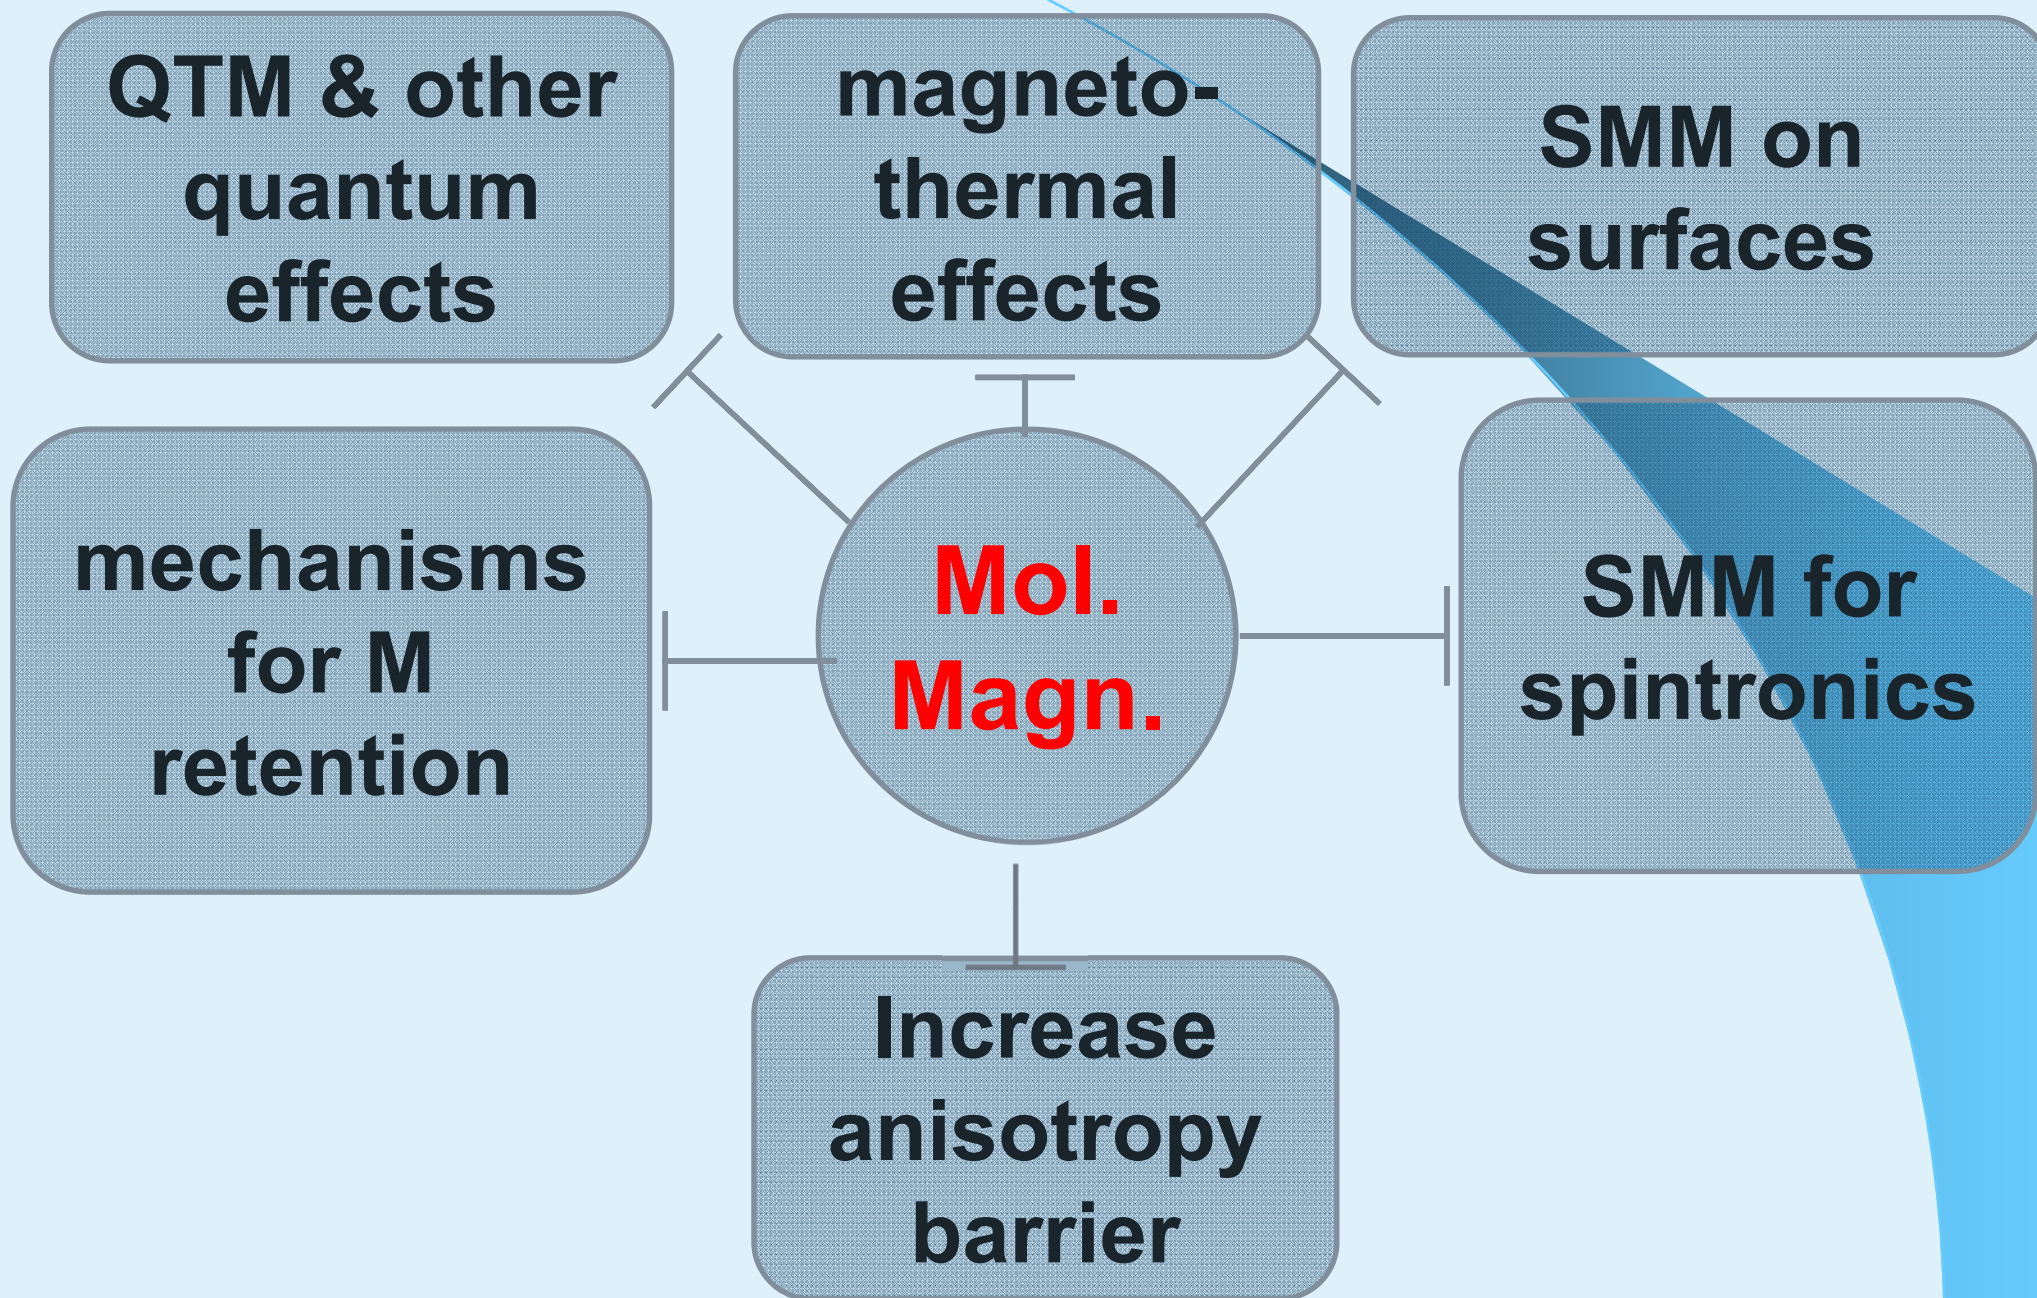 QTM & other
quantum
effects
magneto-
thermal
effects
SMM on
surfaces
mechanisms
for M
retention
Mol.
Magn.
SMM for
spintronics
Increase
anisotropy
barrier